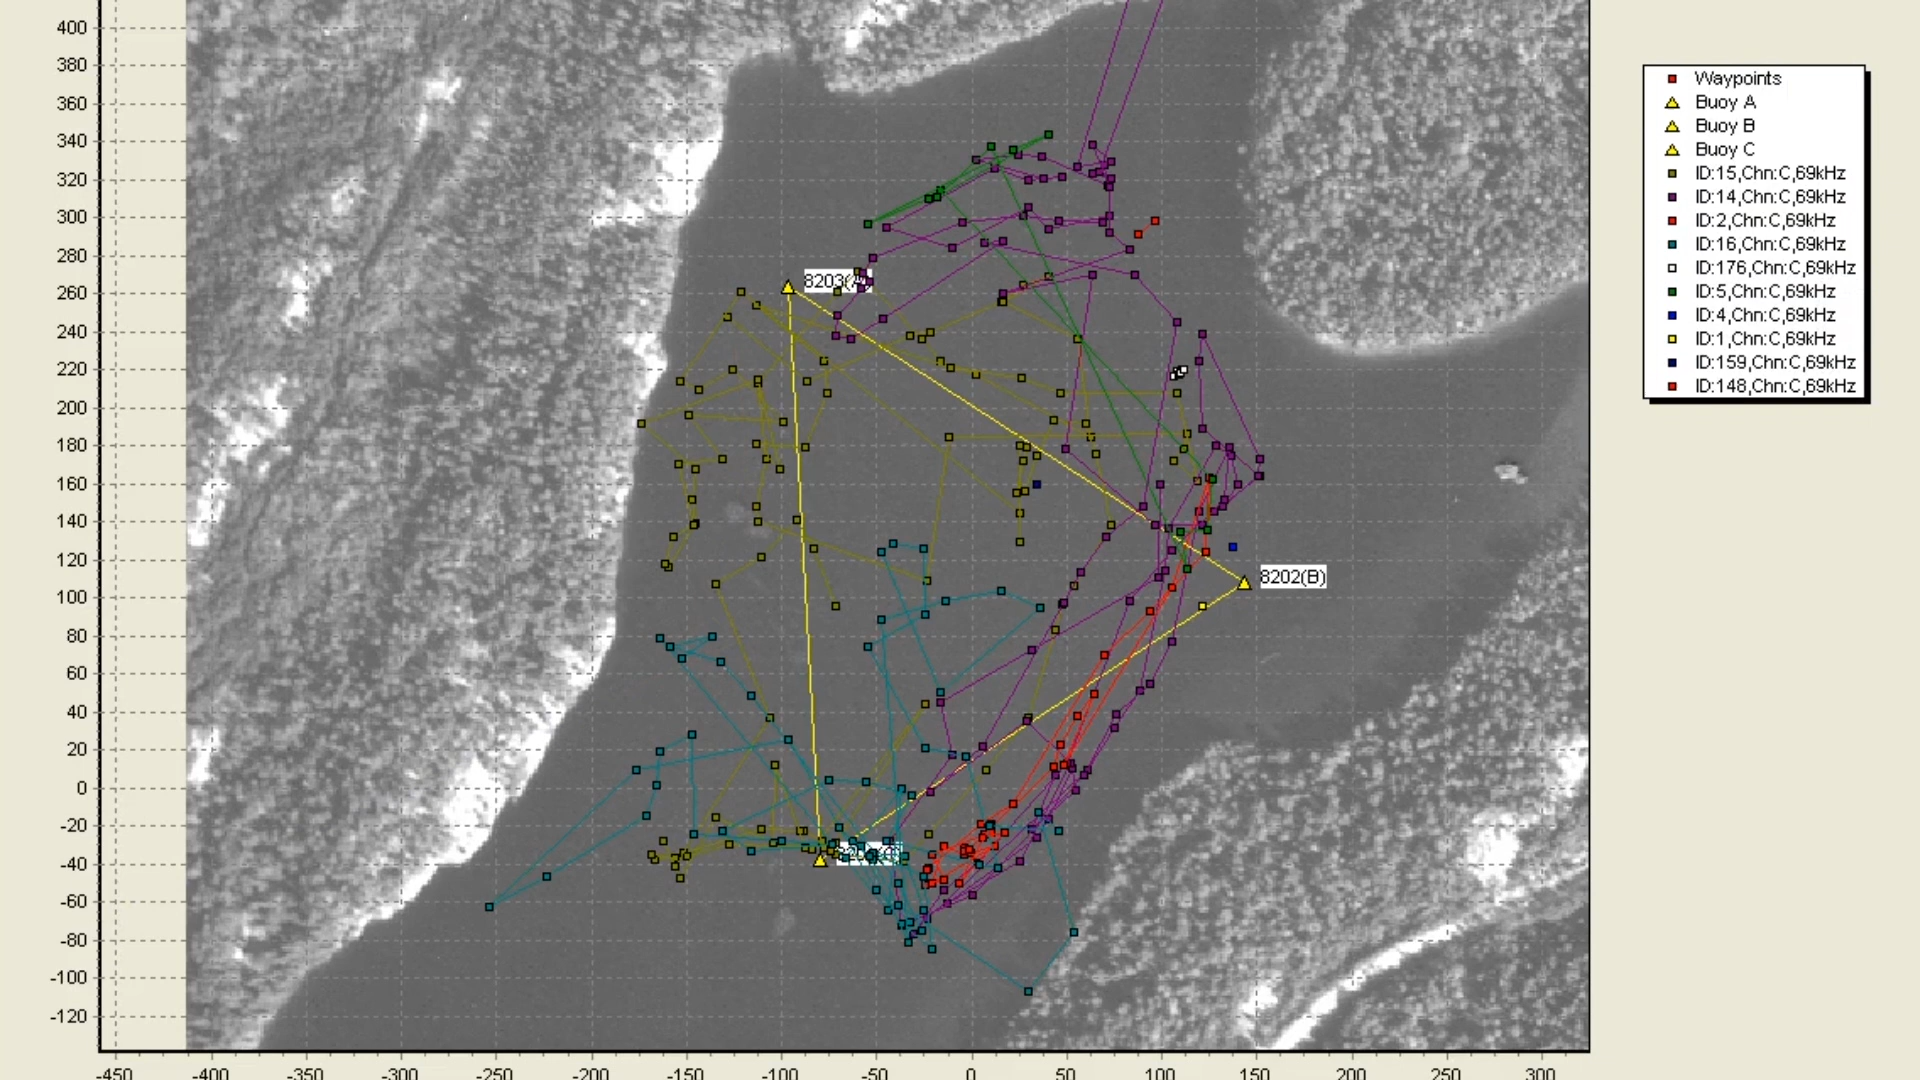 400
380
360
340
320
300
280
260
240
220
200
180
160
140
120
100
80
60
40
20
0
-20
-40
-60
-80
-100
-120
-450 -400 -350 -300 -250 -200 -150 -100 -50 0 50 100 150 200 250 300
8203(A)
8202(B)
Waypoints
Buoy A
Buoy B
Buoy C
ID:15,Chn:C,69kHz
ID:14,Chn:C,69kHz
ID:2,Chn:C,69kHz
ID:16,Chn:C,69kHz
ID:176,Chn:C,69kHz
ID:5,Chn:C,69kHz
ID:4,Chn:C,69kHz
ID:1,Chn:C,69kHz
ID:159,Chn:C,69kHz
ID:148,Chn:C,69kHz